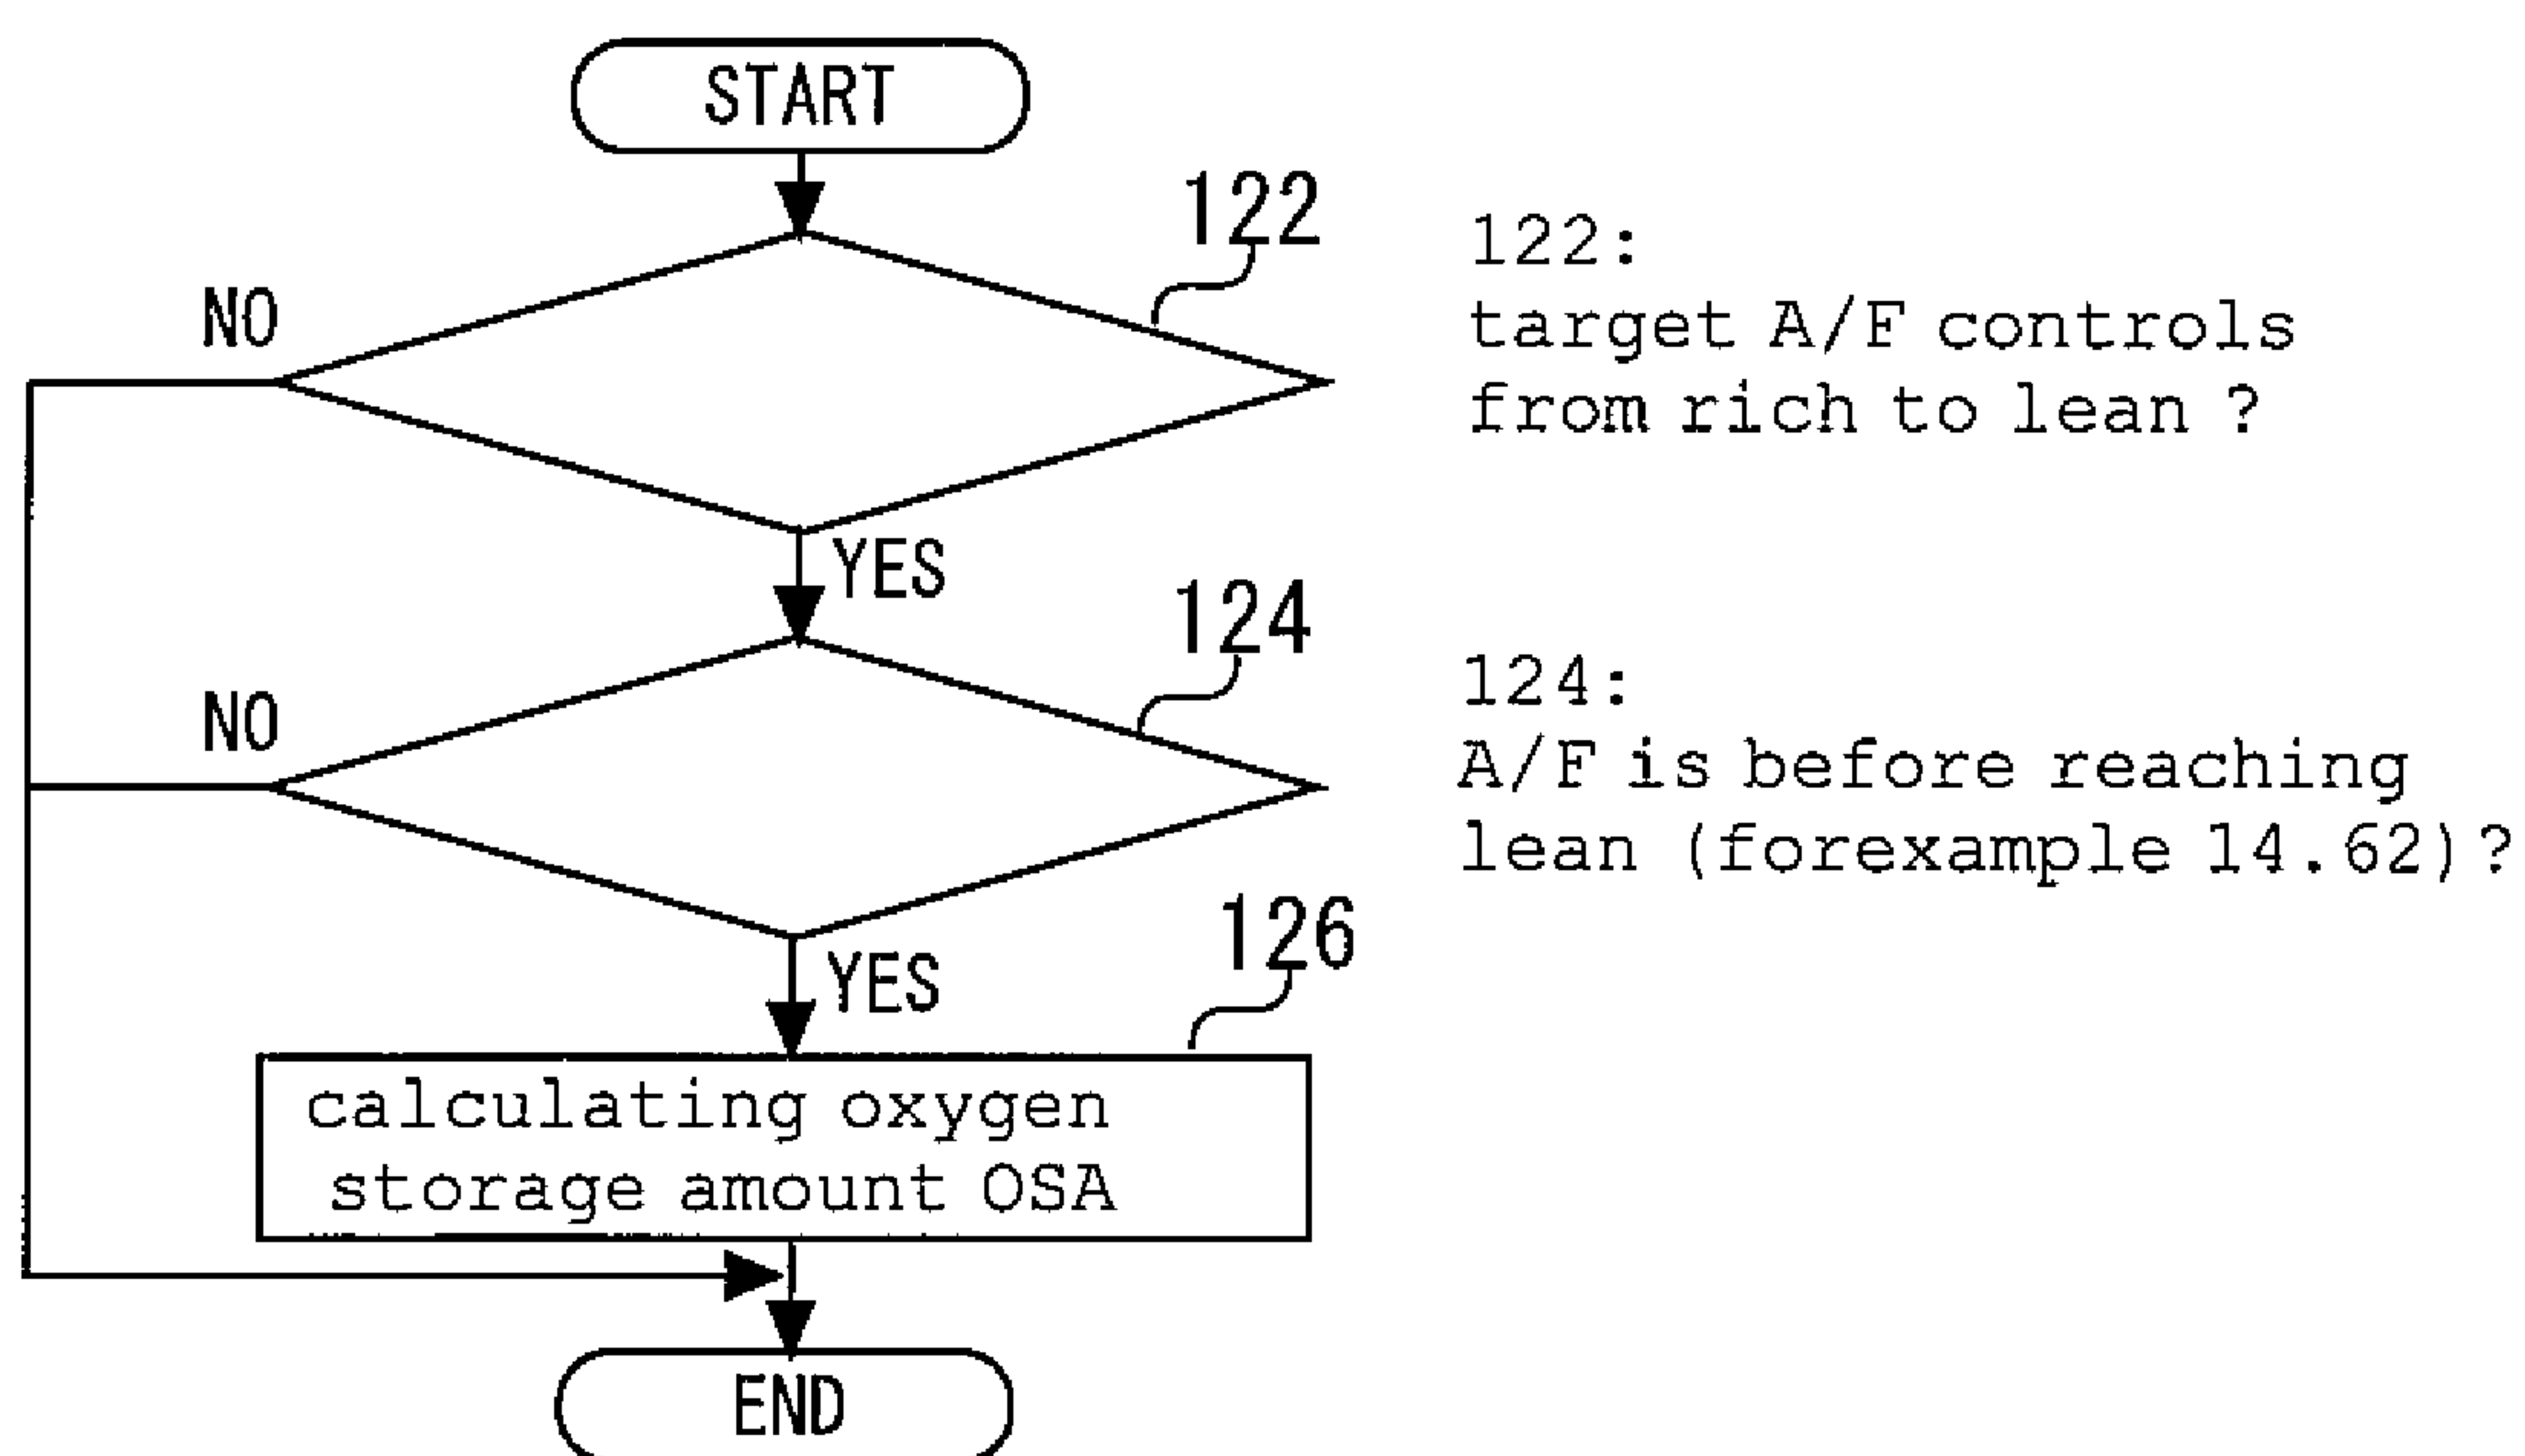 START
122
122:
target A/F controls
from rich to lean ?
NO
YES
124
124:
A/F is before reaching
lean (forexample 14.62)?
NO
YES
126
calculating oxygen
storage amount OSA
END